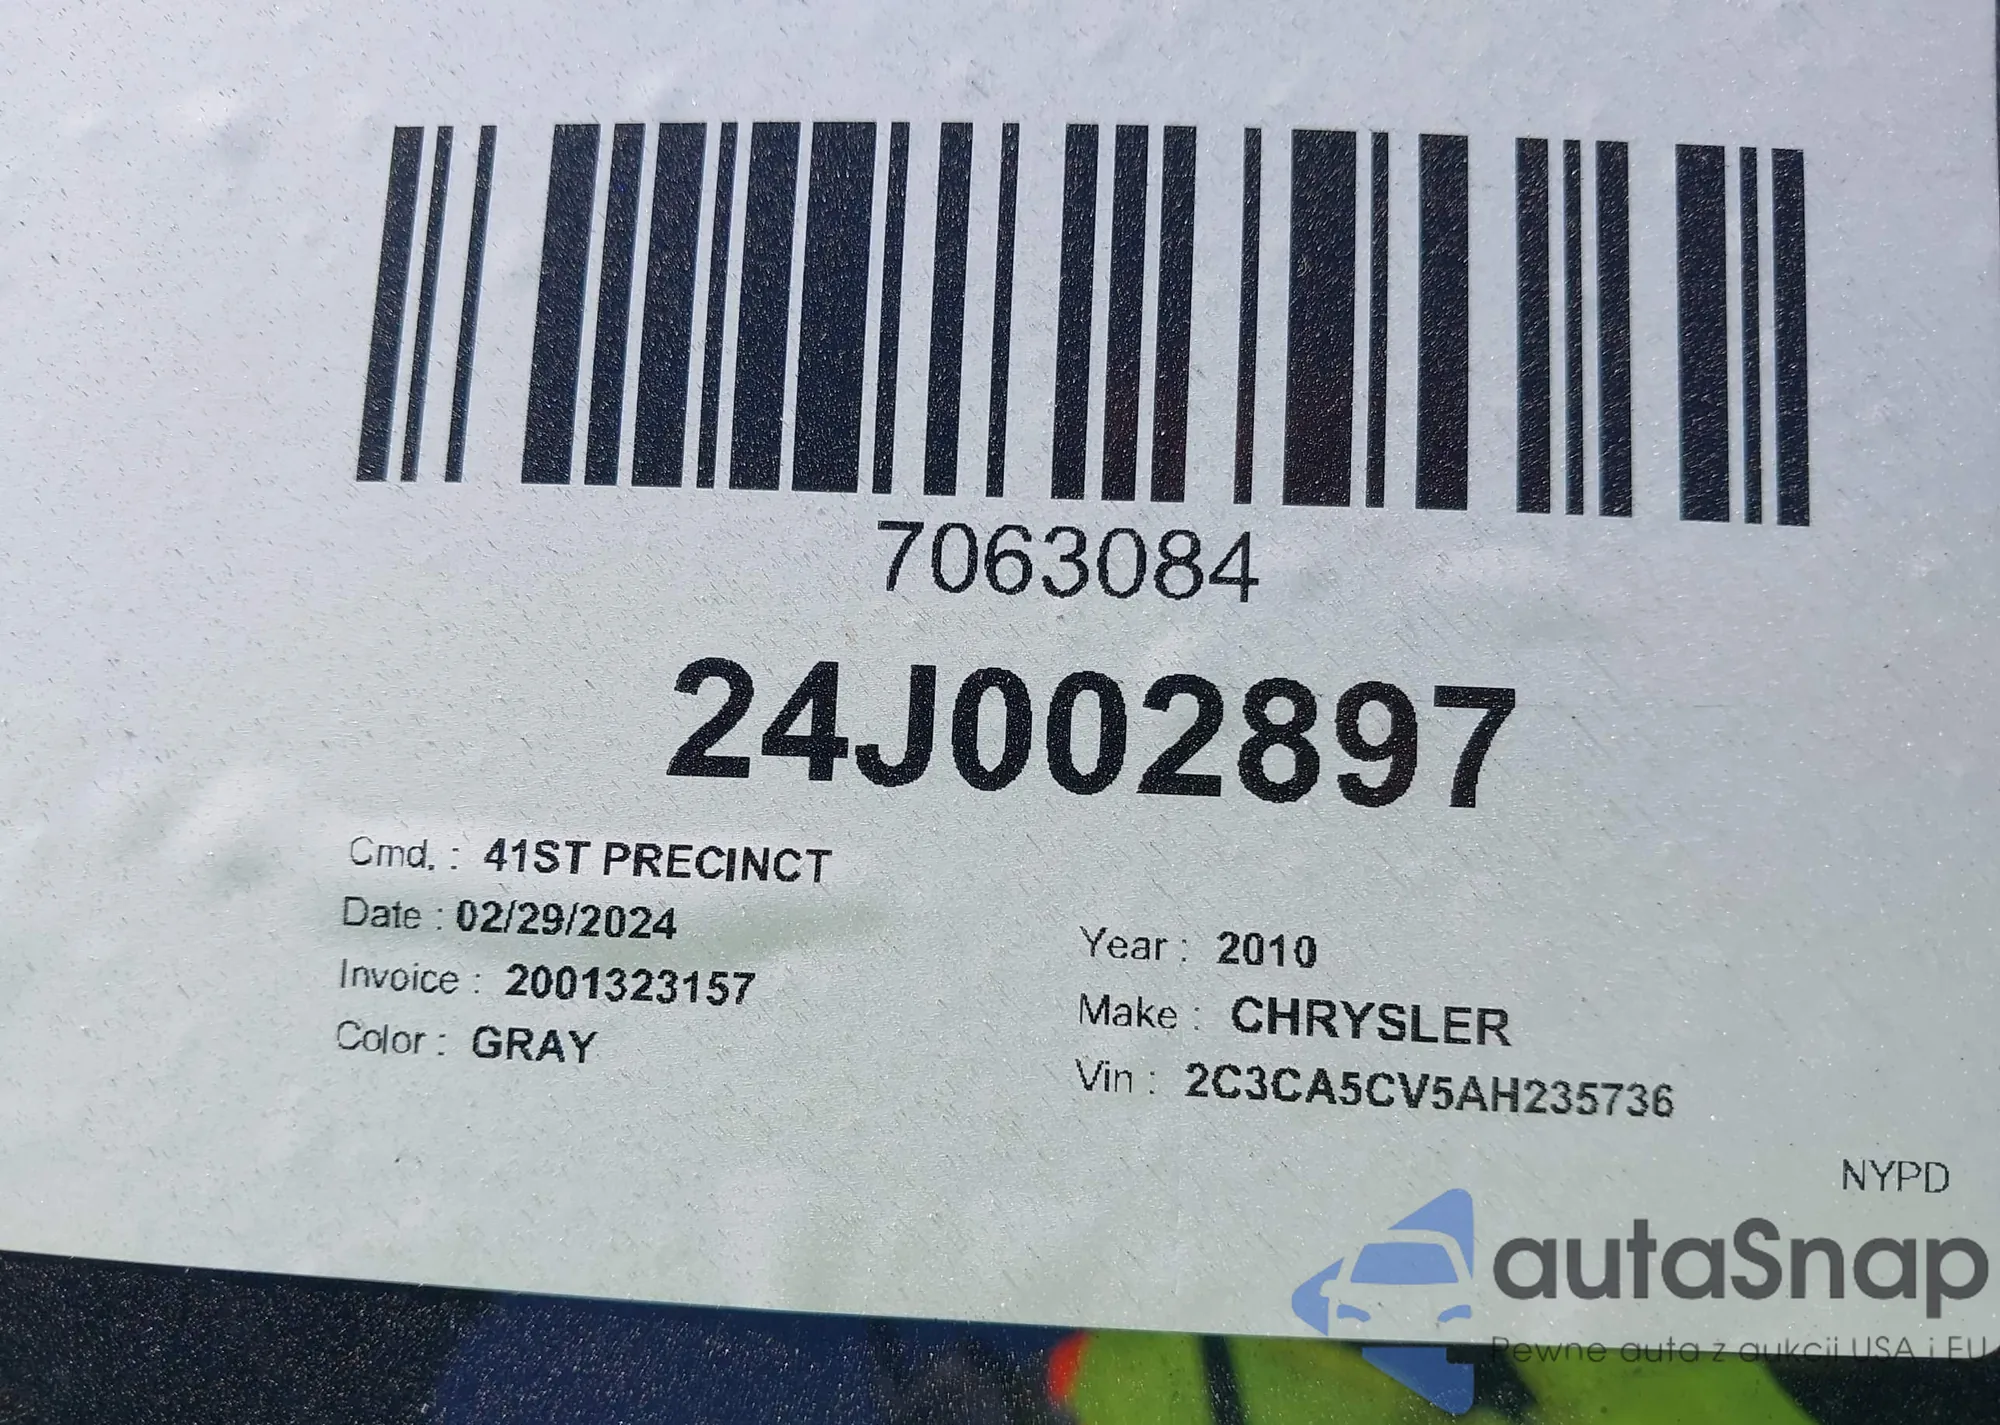 7063084
24J002897
Cmd. : 41ST PRECINCT
Date : 02/29/2024
Invoice : 2001323157
Color : GRAY
Year : 2010
Make : CHRYSLER
Vin : 2C3CA5CV5AH235736
NYPD
autaSnap
Pewne auta z aukcji USA i EU